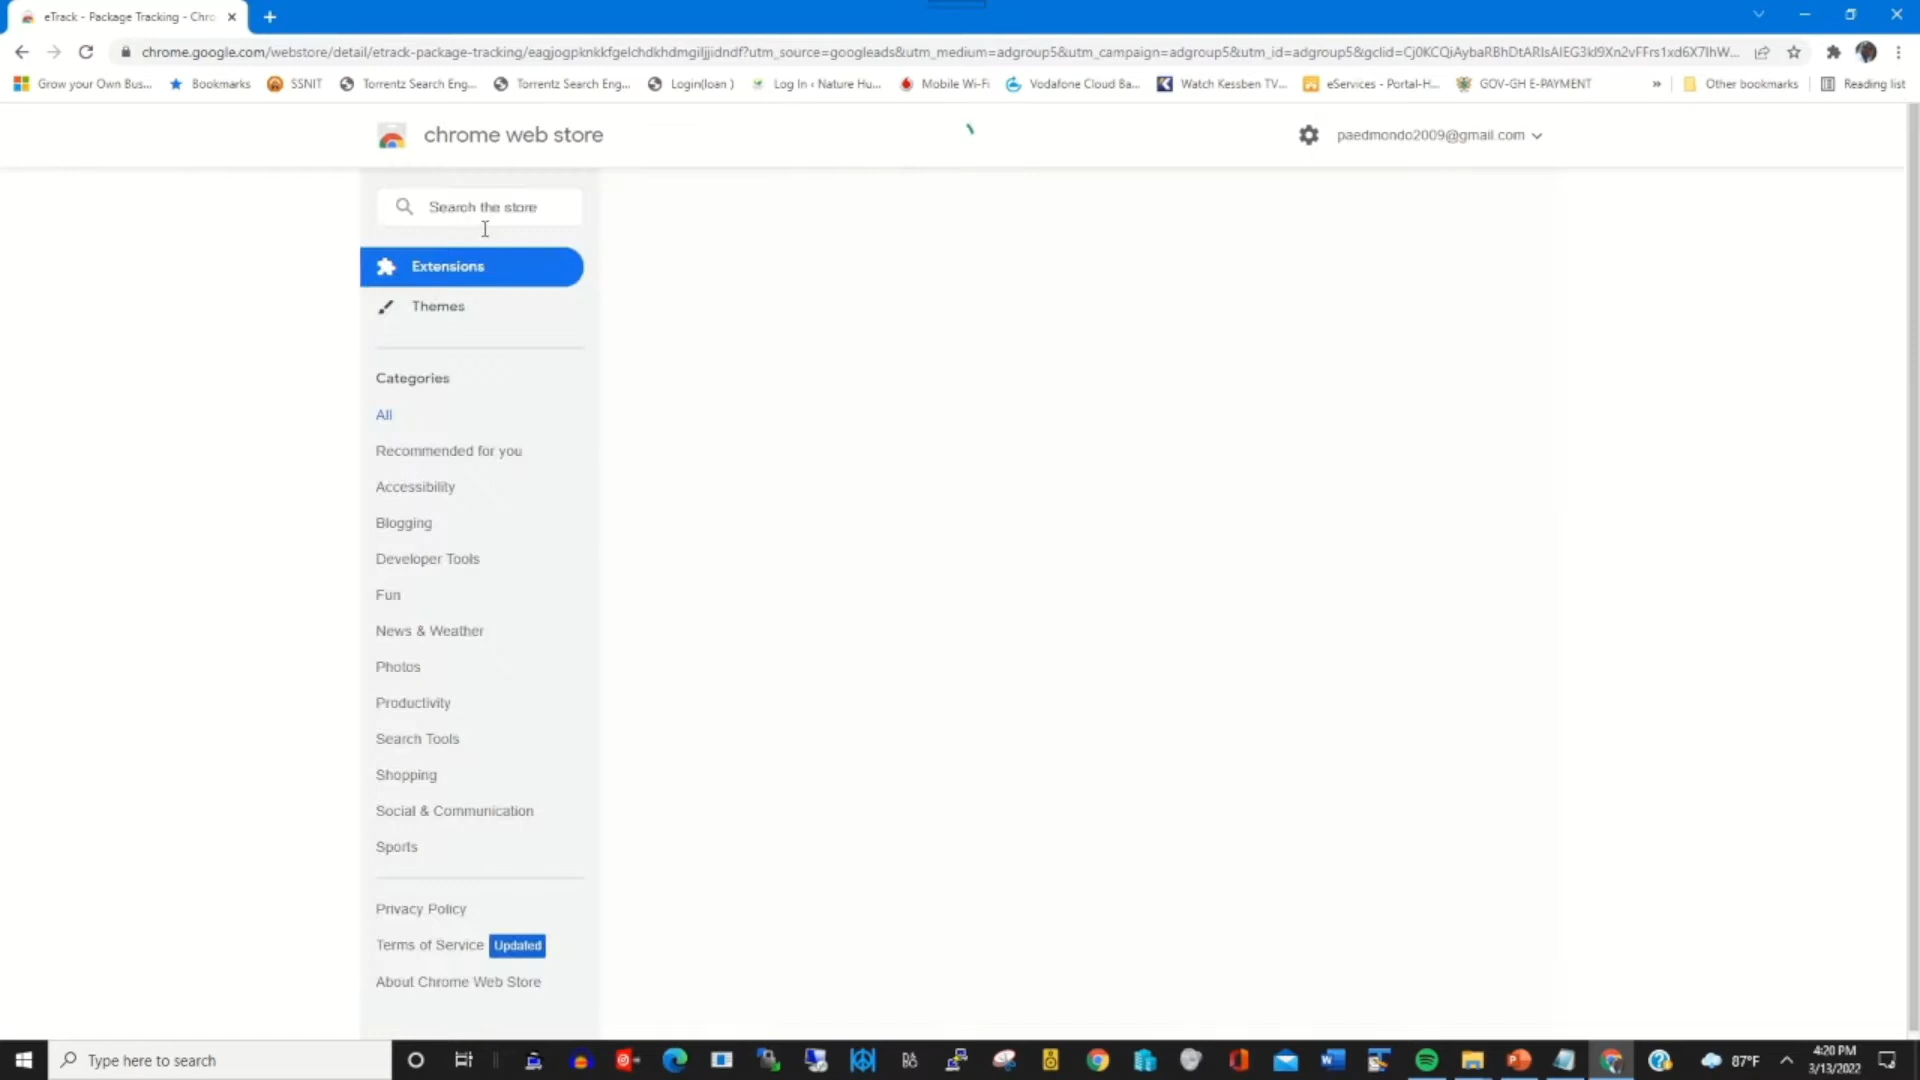 eTrack - Package Tracking - Chro
chrome.google.com/webstore/detail/etrack-package-tracking/eagjogpknkkfgelchdkhdmgiljjidndf?utm_source=googleads&utm_medium=adgroup5&utm_campaign=adgroup5&utm_id=adgroup5&gclid=Cj0KCQiAybaRBhDtARIsAIEG3kI9Xn2vFFrs1xd6X7IhW...
Grow your Own Bus... Bookmarks SSNIT Torrentz Search Eng... Torrentz Search Eng... Login(loan ) Log In ‹ Nature Hu... Mobile Wi-Fi Vodafone Cloud Ba... Watch Kessben TV... eServices - Portal-H... GOV-GH E-PAYMENT » Other bookmarks Reading list
chrome web store
paedmondo2009@gmail.com
Search the store
Extensions
Themes
Categories
All
Recommended for you
Accessibility
Blogging
Developer Tools
Fun
News & Weather
Photos
Productivity
Search Tools
Shopping
Social & Communication
Sports
Privacy Policy
Terms of Service Updated
About Chrome Web Store
Type here to search
87°F
4:20 PM
3/13/2022